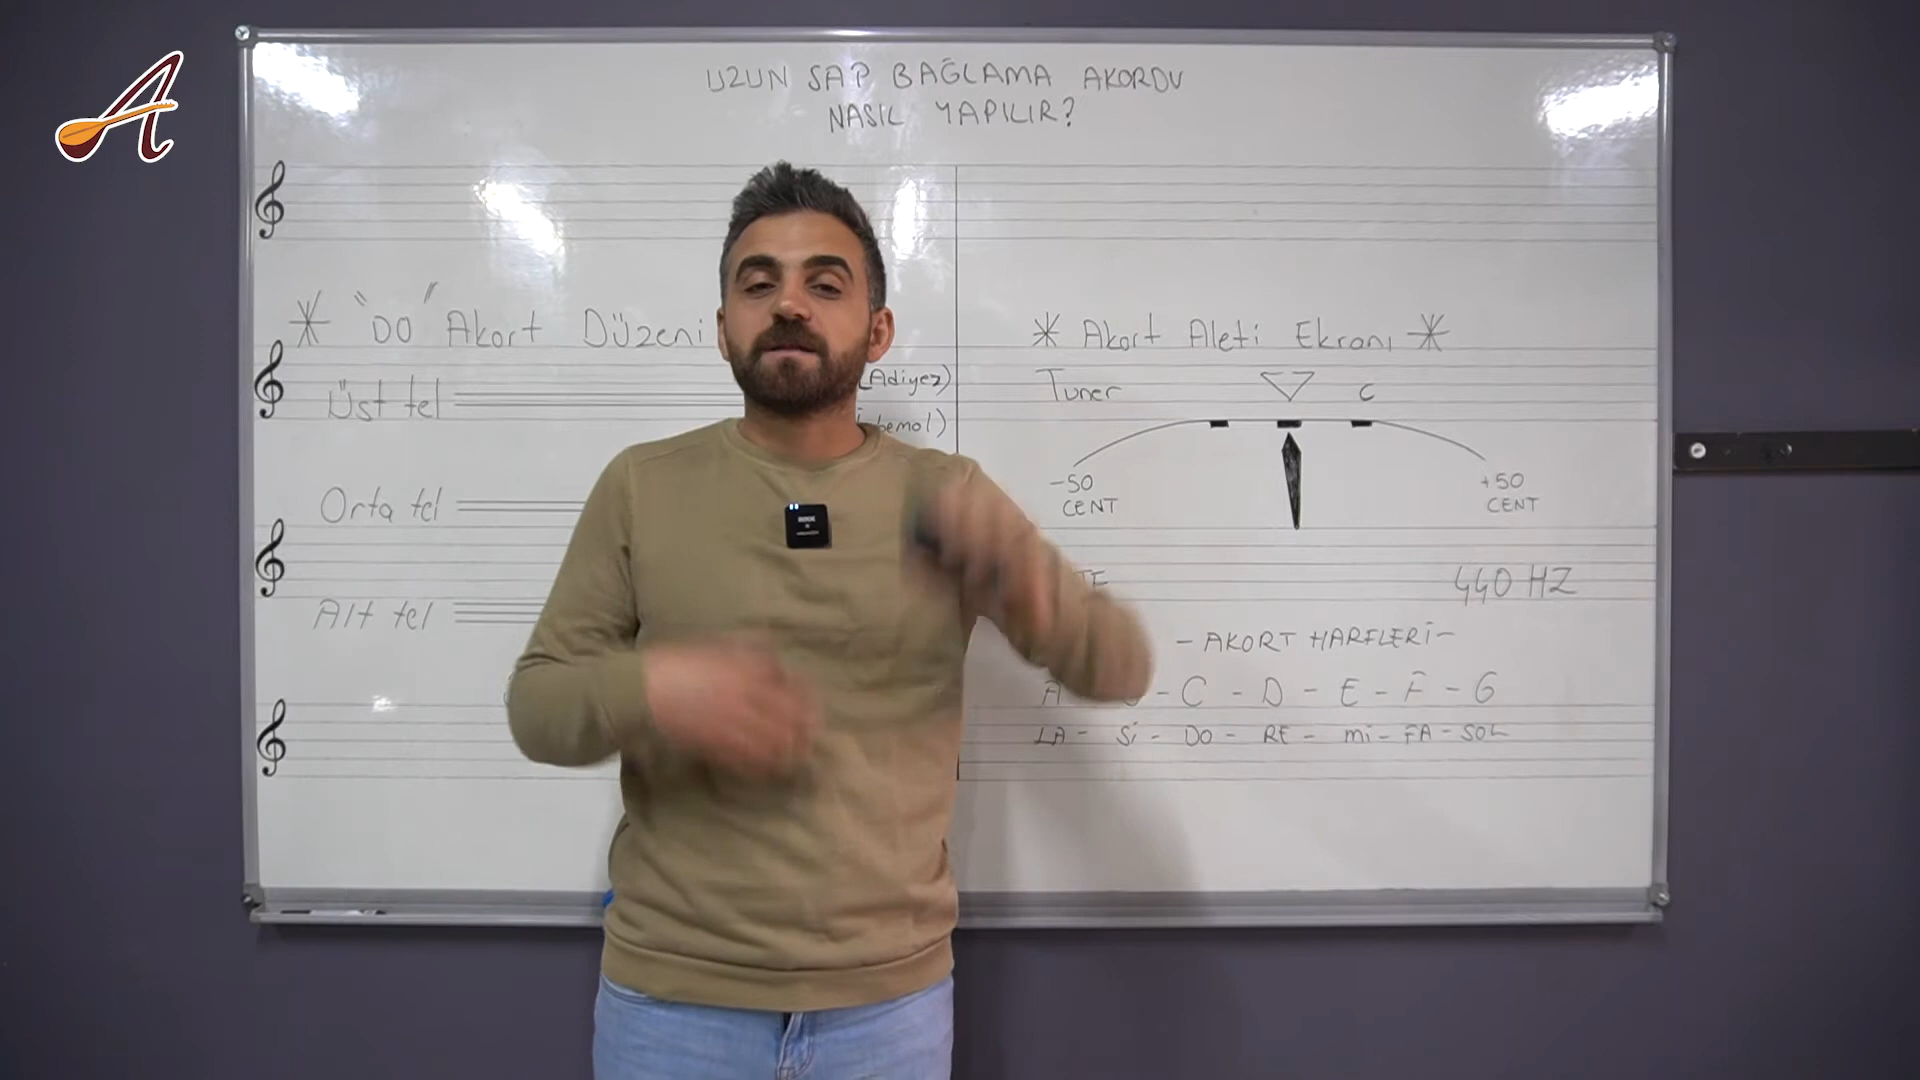 UZUN SAP BAĞLAMA AKORDU
NASIL YAPILIR?
* "DO" Akort Düzeni
Üst tel
(Adiyez)
bemol)
Orta tel
Alt tel
* Akort Aleti Ekranı *
Tuner C
-50 CENT
+50 CENT
440 HZ
- AKORT HARFLERİ -
A - C - D - E - F - G
LA - Sİ - DO - RE - Mİ - FA - SOL